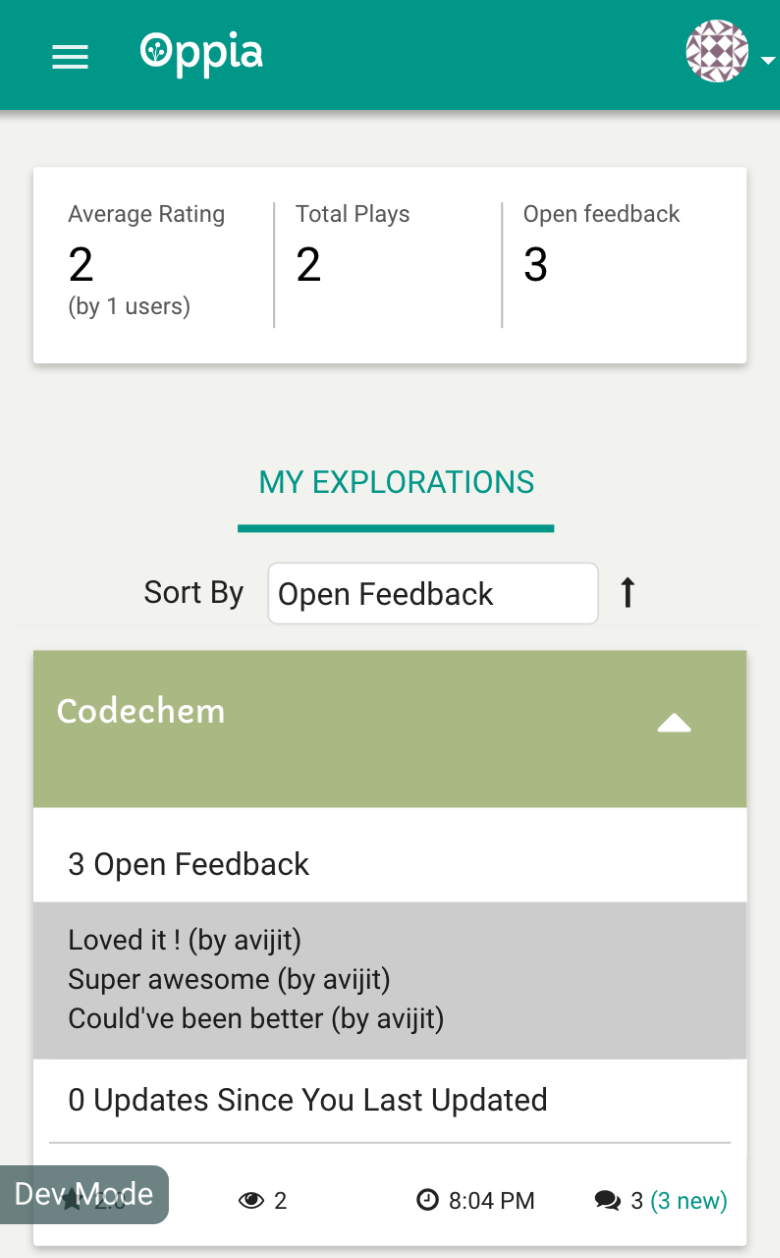 Oppia
Average Rating
2
(by 1 users)
Total Plays
2
Open feedback
3
MY EXPLORATIONS
Sort By Open Feedback
Codechem
3 Open Feedback
Loved it ! (by avijit)
Super awesome (by avijit)
Could've been better (by avijit)
0 Updates Since You Last Updated
Dev Mode
2 8:04 PM 3 (3 new)